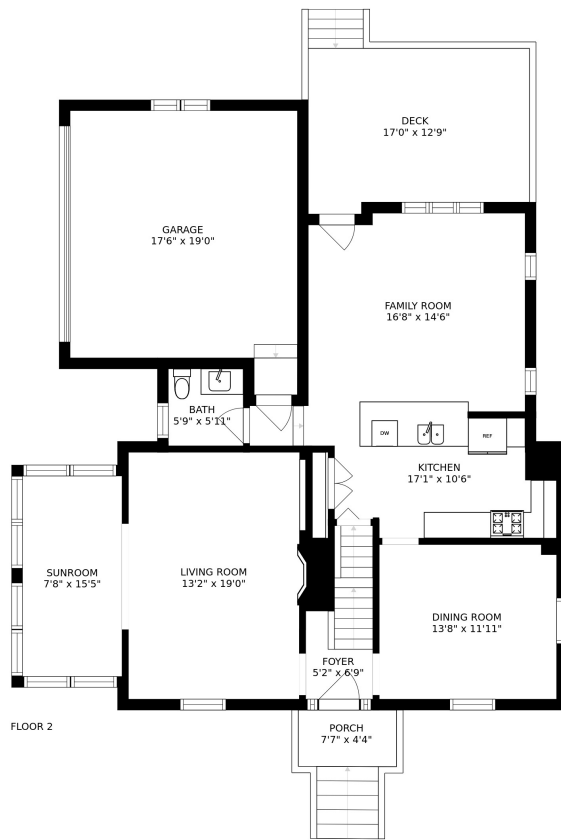 DECK
17'0" x 12'9"
GARAGE
17'6" x 19'0"
FAMILY ROOM
16'8" x 14'6"
BATH
5'9" x 5'11"
DW
REF
KITCHEN
17'1" x 10'6"
SUNROOM
7'8" x 15'5"
LIVING ROOM
13'2" x 19'0"
DINING ROOM
13'8" x 11'11"
FOYER
5'2" x 6'9"
PORCH
7'7" x 4'4"
FLOOR 2